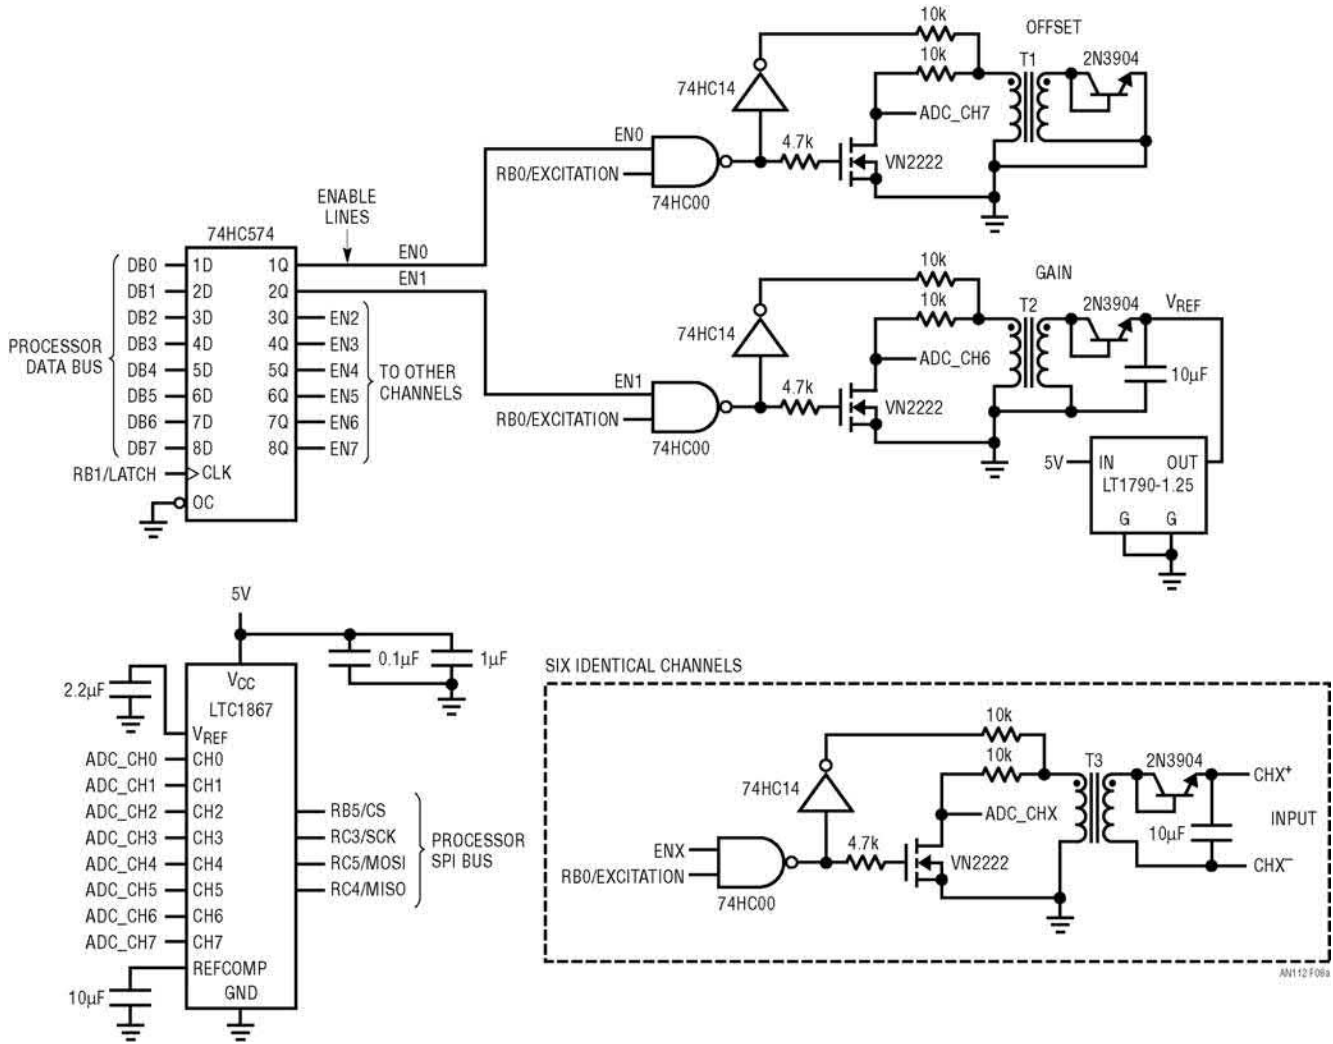 10k
OFFSET
10k
T1
2N3904
74HC14
ADC_CH7
EN0
4.7k
VN2222
RB0/EXCITATION
74HC00
ENABLE
LINES
74HC574
EN0
DB0 1D 1Q
EN1
DB1 2D 2Q
DB2 3D 3Q EN2
DB3 4D 4Q EN3
DB4 5D 5Q EN4
DB5 6D 6Q EN5
DB6 7D 7Q EN6
DB7 8D 8Q EN7
PROCESSOR
DATA BUS
TO OTHER
CHANNELS
RB1/LATCH CLK
OC
10k
GAIN
10k
T2
2N3904
VREF
74HC14
ADC_CH6
10µF
EN1
4.7k
VN2222
RB0/EXCITATION
74HC00
5V IN OUT
LT1790-1.25
G G
5V
0.1µF
1µF
2.2µF
VCC
LTC1867
VREF
ADC_CH0 CH0
ADC_CH1 CH1
ADC_CH2 CH2 RB5/CS
ADC_CH3 CH3 RC3/SCK
ADC_CH4 CH4 RC5/MOSI
ADC_CH5 CH5 RC4/MISO
ADC_CH6 CH6
ADC_CH7 CH7
PROCESSOR
SPI BUS
REFCOMP
10µF
GND
SIX IDENTICAL CHANNELS
10k
10k
T3
2N3904
CHX+
74HC14
ADC_CHX
10µF
INPUT
ENX
4.7k
VN2222
CHX−
RB0/EXCITATION
74HC00
AN112 F06a